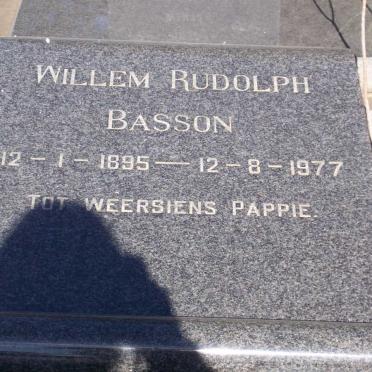 WILLEM RUDOLPH
BASSON
12 - 1 - 1895 — 12 - 8 - 1977
TOT WEERSIENS PAPPIE.